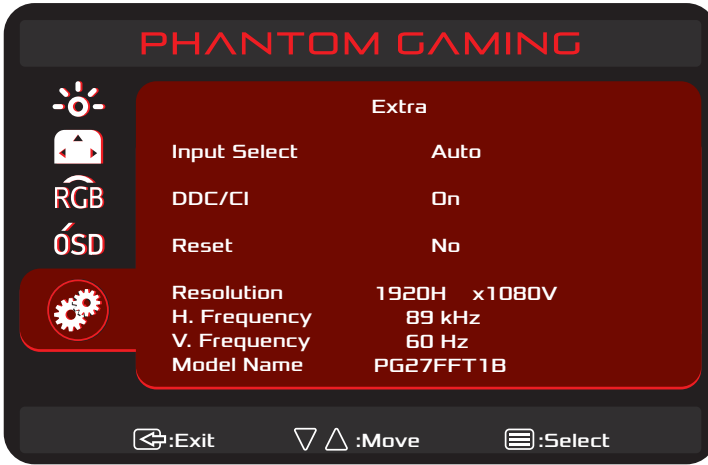 PHANTOM GAMING
Extra
Input Select Auto
DDC/CI On
RGB
ÓSD
Reset No
Resolution 1920H x1080V
H. Frequency 89 kHz
V. Frequency 60 Hz
Model Name PG27FFT1B
:Exit :Move :Select